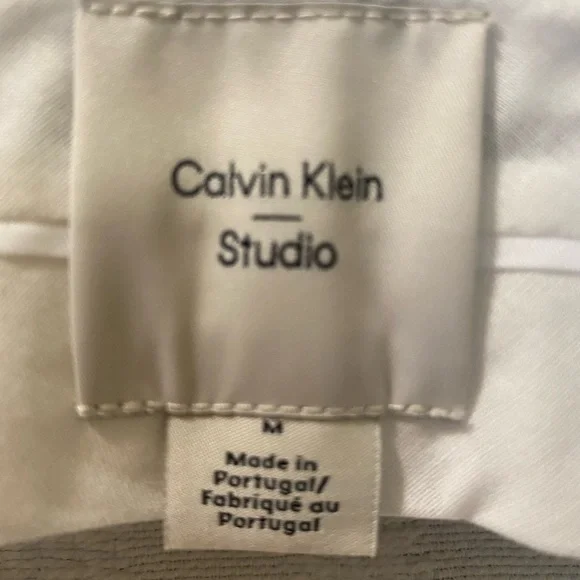 Calvin Klein
Studio
M
Made in
Portugal/
Fabriqué au
Portugal